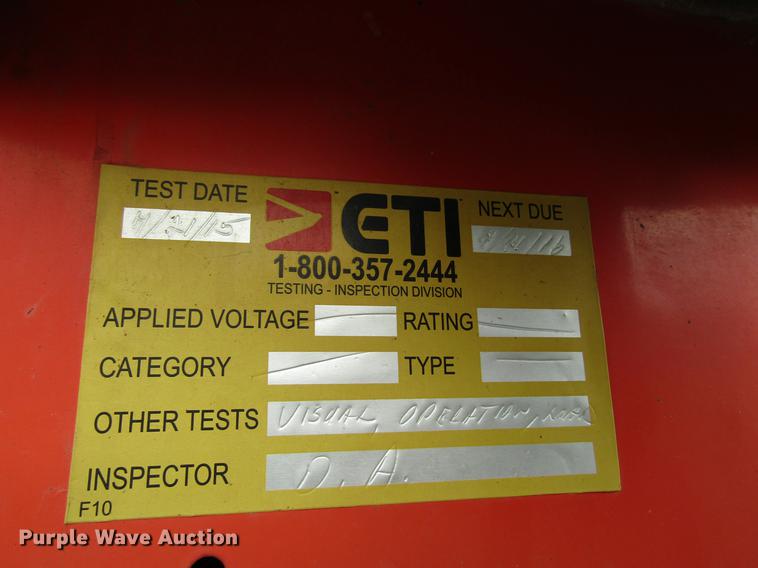 TEST DATE
ETI
NEXT DUE
1-800-357-2444
TESTING - INSPECTION DIVISION
APPLIED VOLTAGE RATING
CATEGORY TYPE
OTHER TESTS VISUAL, OPERATION,
INSPECTOR D. A.
F10
Purple Wave Auction